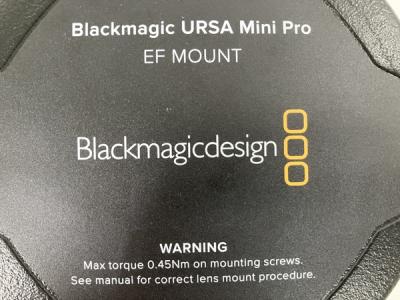 Blackmagic URSA Mini Pro
EF MOUNT
Blackmagicdesign
WARNING
Max torque 0.45Nm on mounting screws.
See manual for correct lens mount procedure.